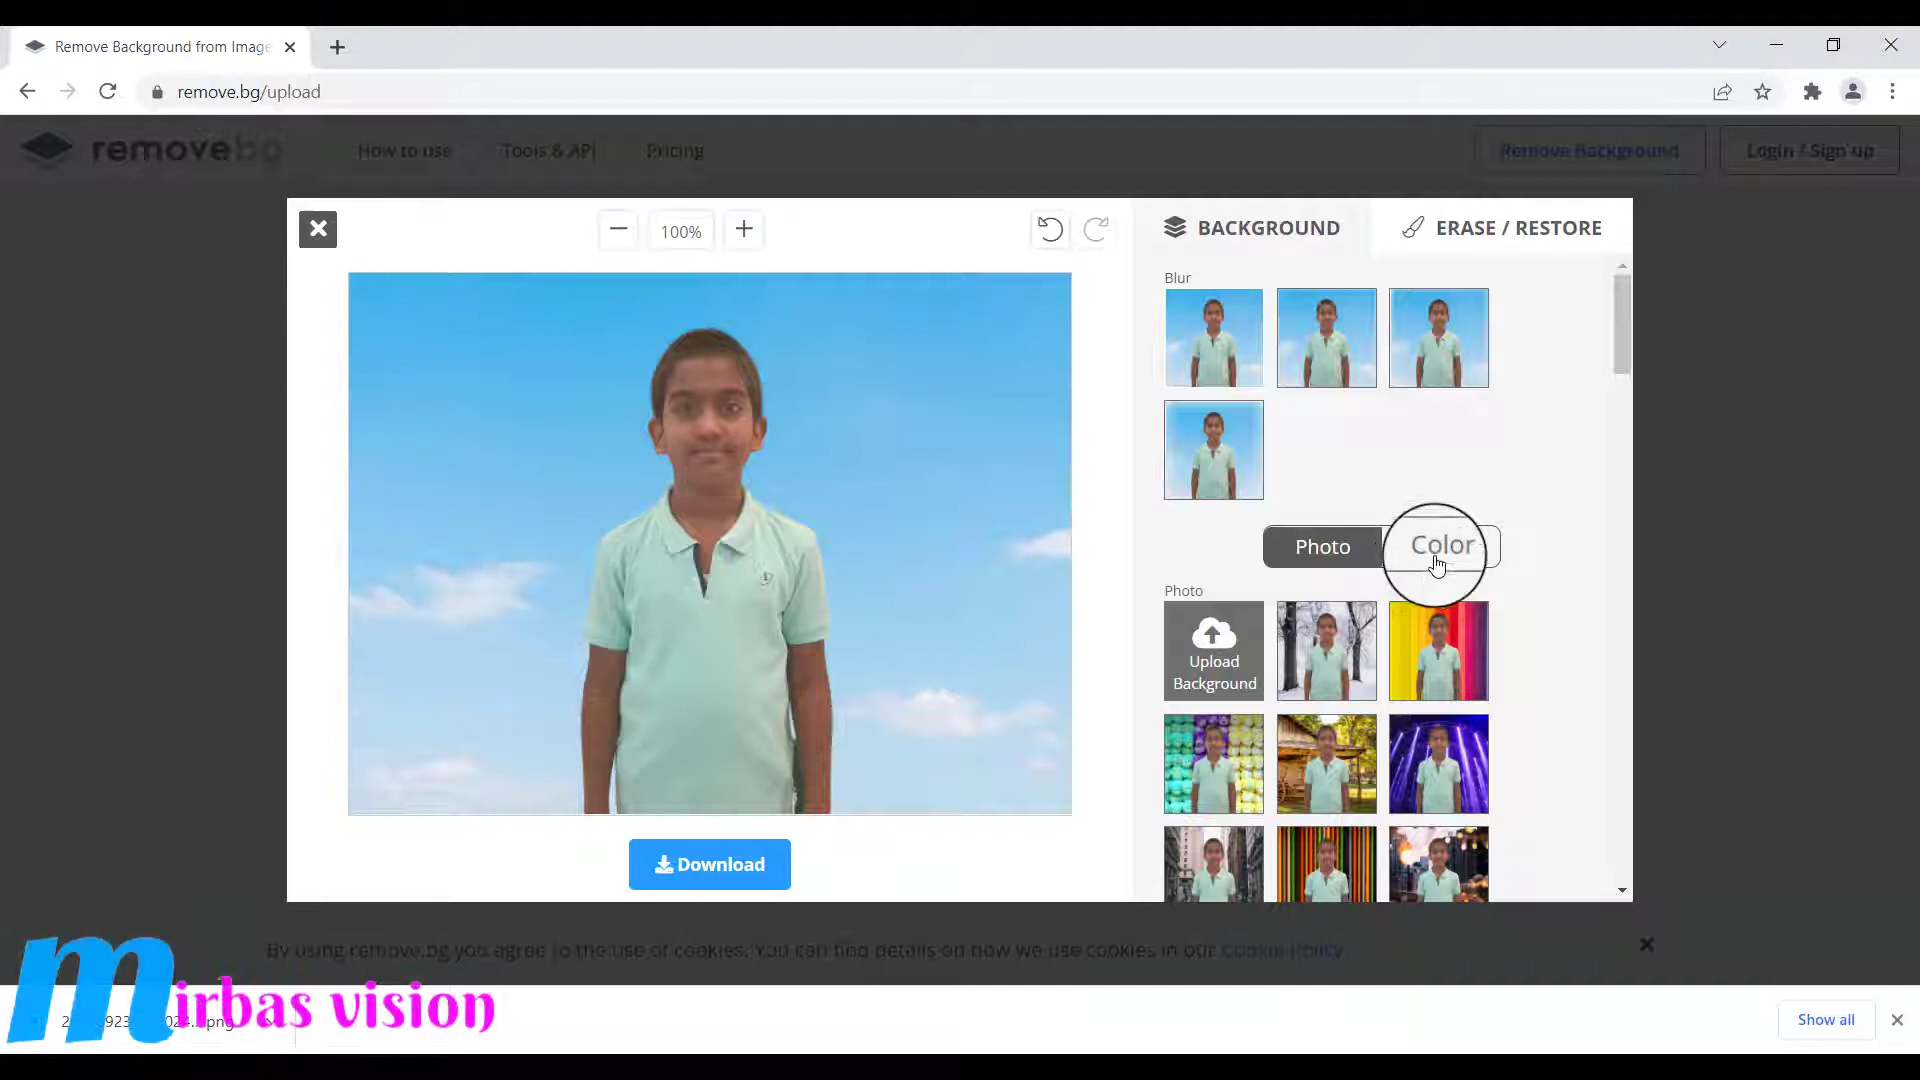 Remove Background from Image
remove.bg/upload
removebg
How to use
Tools & API
Pricing
Remove Background
Login / Sign up
100%
BACKGROUND
ERASE / RESTORE
Blur
Photo
Color
Photo
Upload
Background
Download
By using remove.bg you agree to the use of cookies. You can find details on how we use cookies in our Cookie Policy
Mirbas vision
Show all